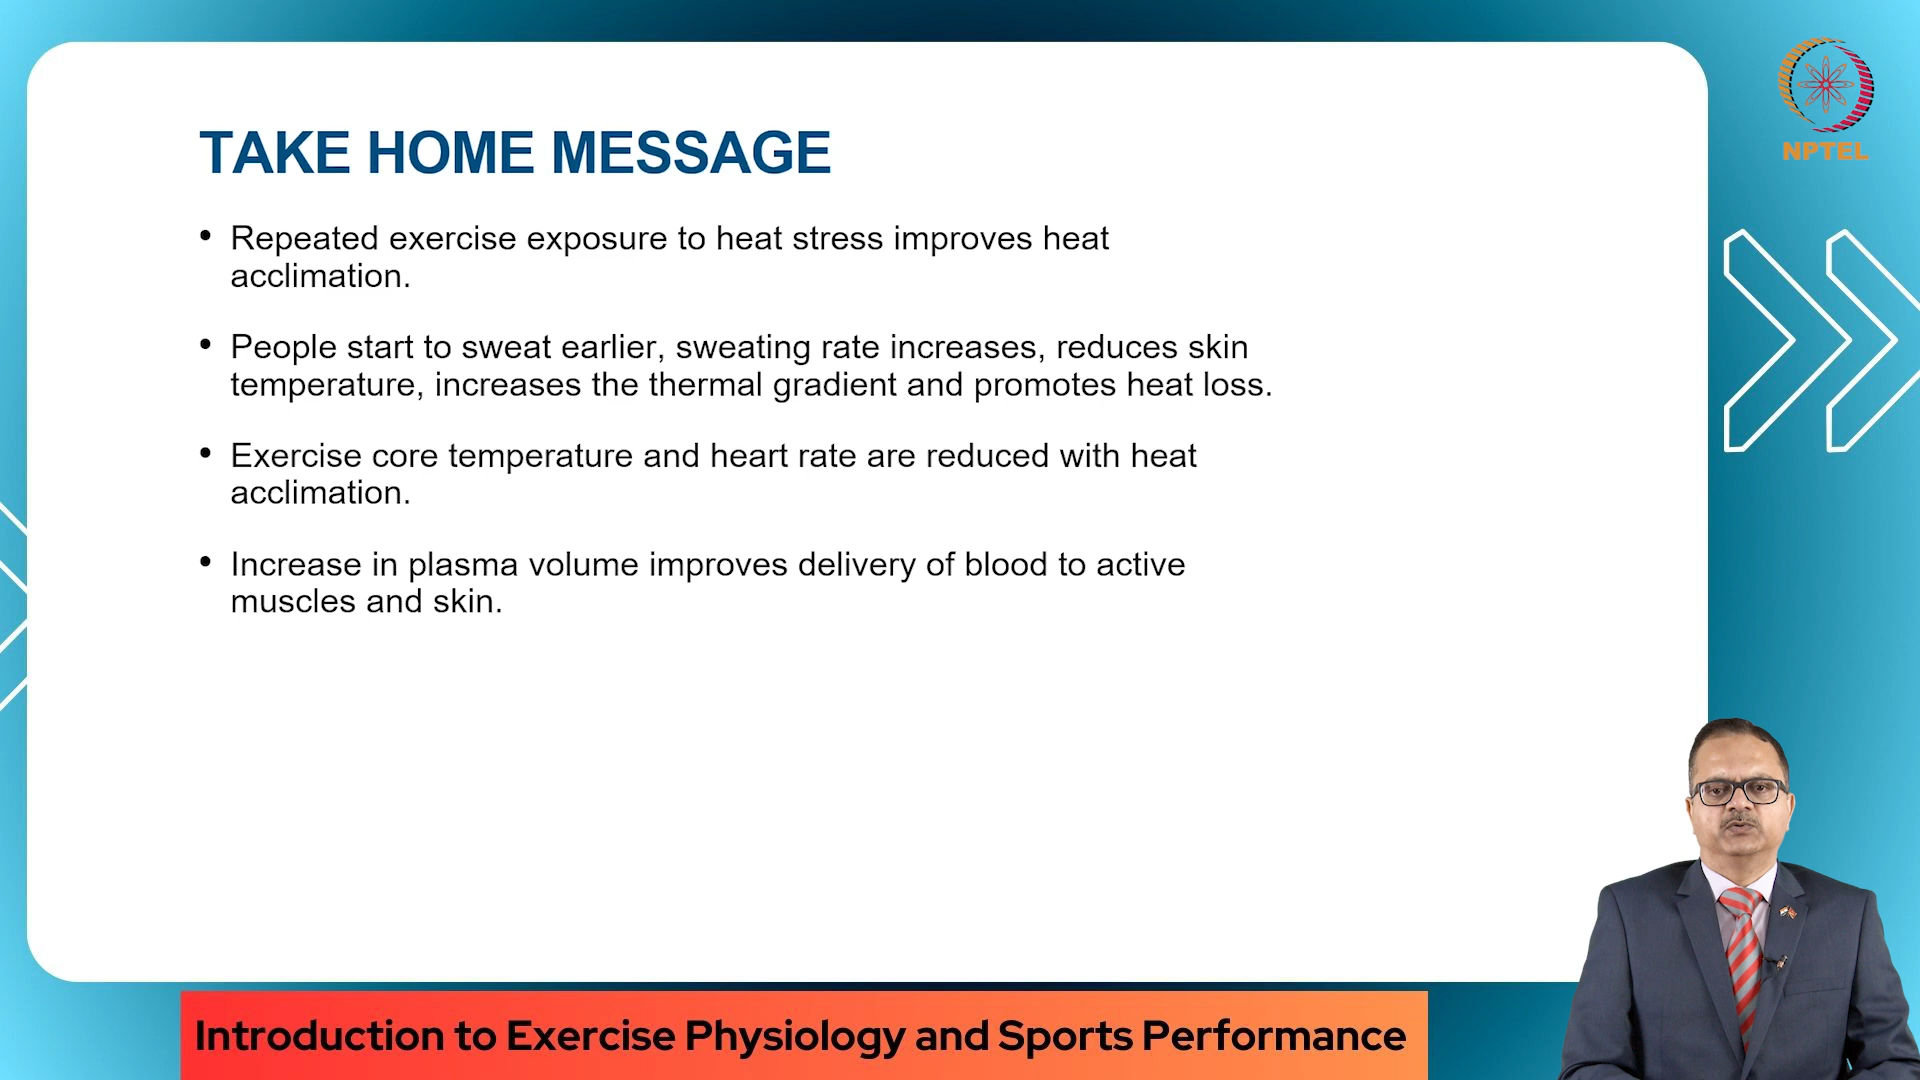 TAKE HOME MESSAGE
• Repeated exercise exposure to heat stress improves heat
acclimation.
• People start to sweat earlier, sweating rate increases, reduces skin
temperature, increases the thermal gradient and promotes heat loss.
• Exercise core temperature and heart rate are reduced with heat
acclimation.
• Increase in plasma volume improves delivery of blood to active
muscles and skin.
NPTEL
Introduction to Exercise Physiology and Sports Performance